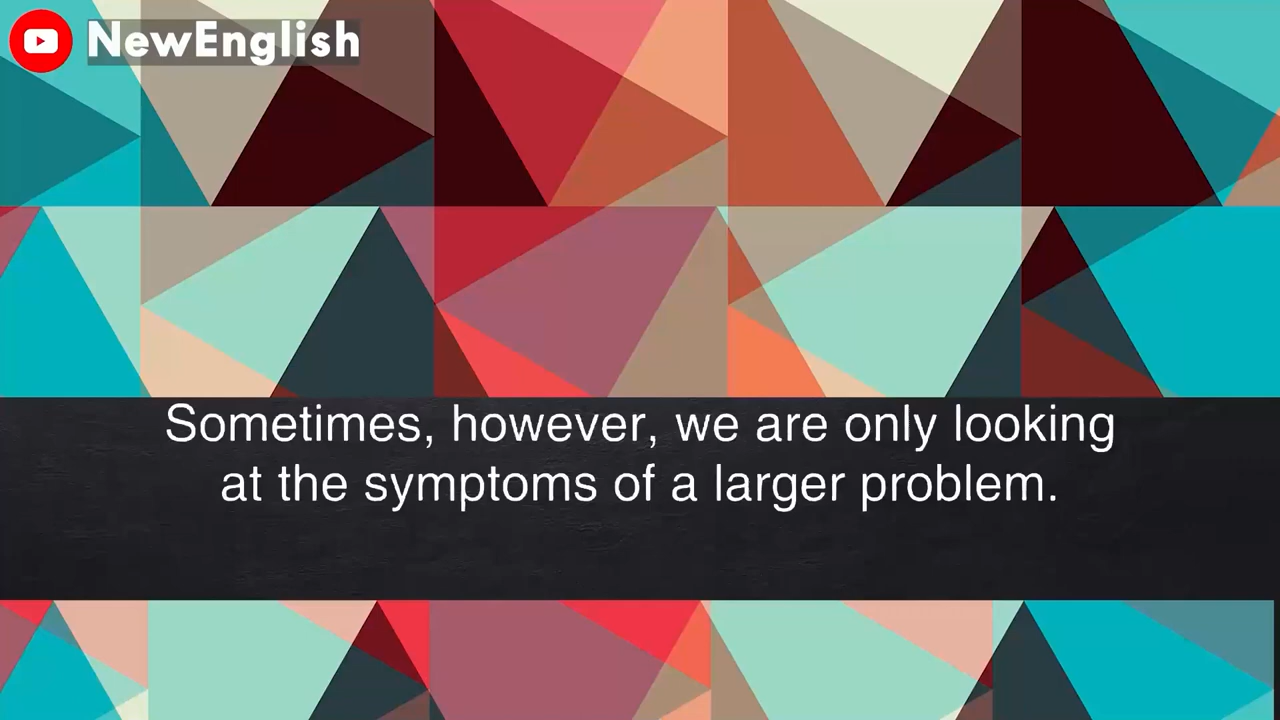 NewEnglish
Sometimes, however, we are only looking
at the symptoms of a larger problem.